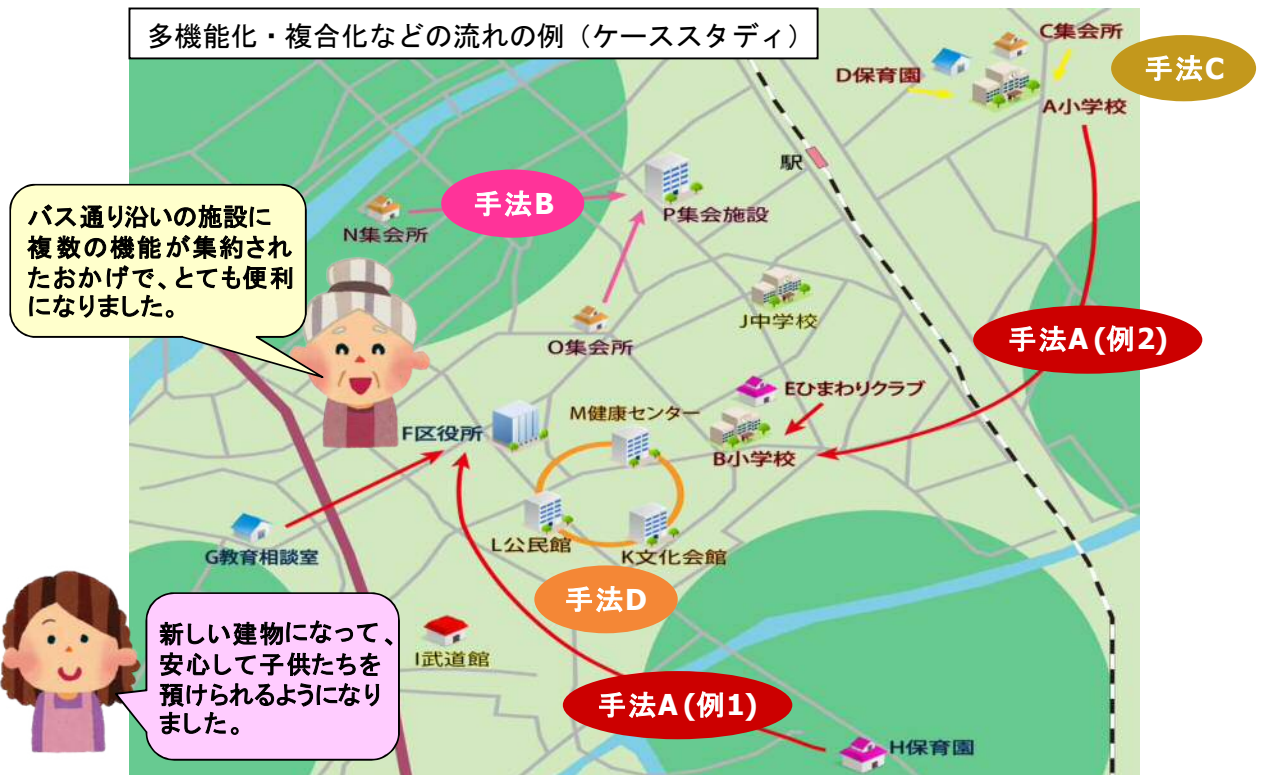 多機能化・複合化などの流れの例（ケーススタディ）
C集会所
手法C
D保育園
A小学校
駅
手法B
P集会施設
バス通り沿いの施設に
複数の機能が集約され
たおかげで、とても便利
になりました。
N集会所
J中学校
手法A(例2)
O集会所
Eひまわりクラブ
M健康センター
F区役所
B小学校
L公民館
K文化会館
G教育相談室
手法D
新しい建物になって、
安心して子供たちを
預けられるようになり
ました。
I武道館
手法A(例1)
H保育園